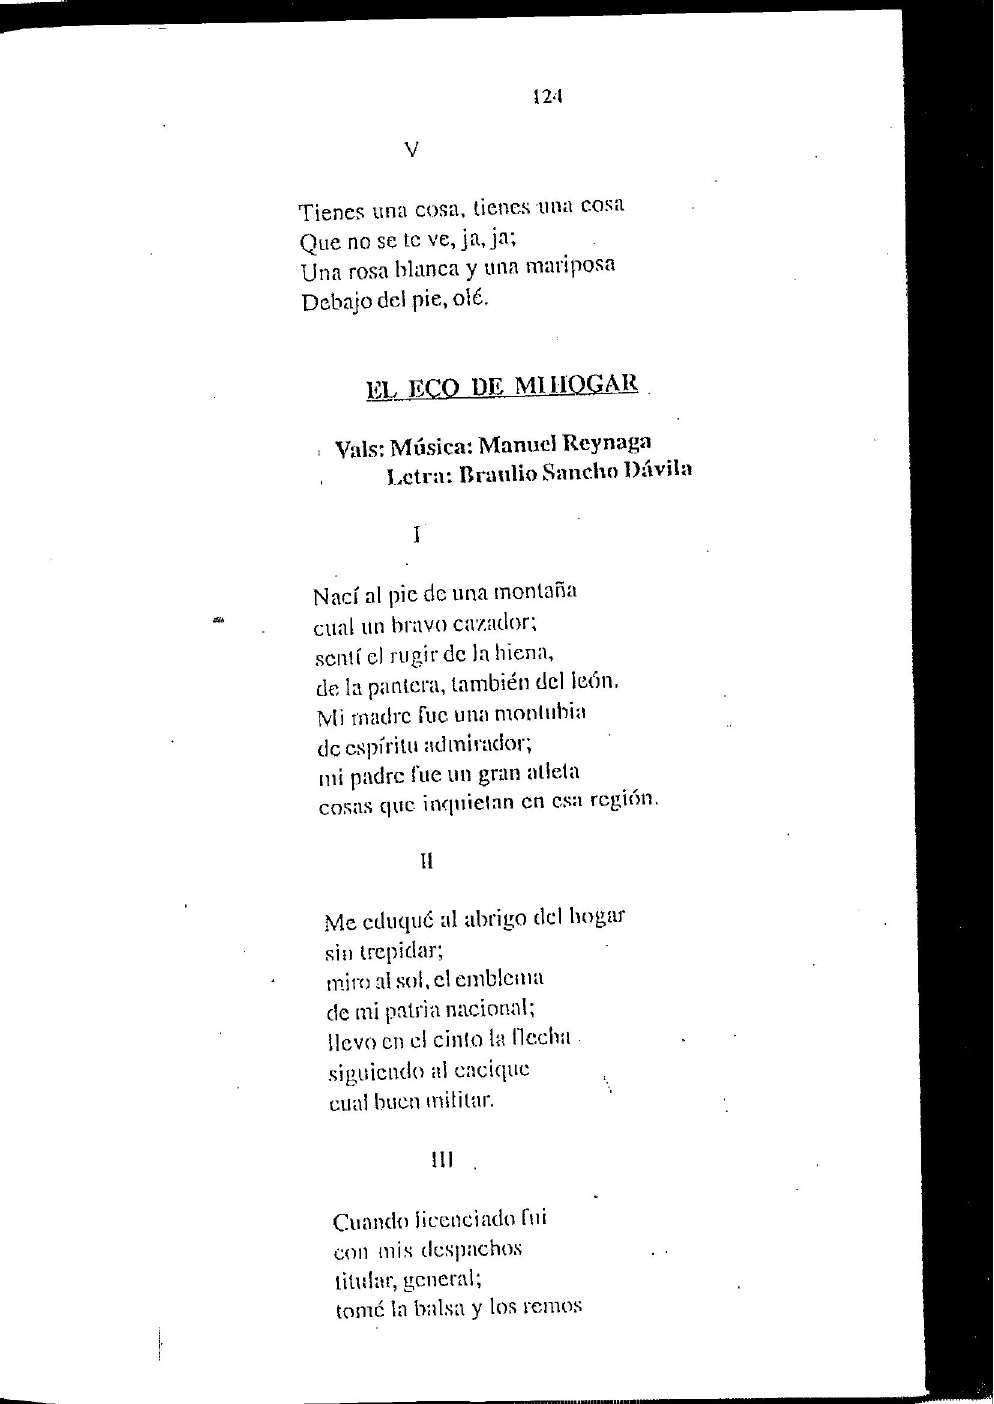 124
V
Tienes una cosa, tienes una cosa
Que no se te ve, ja, ja;
Una rosa blanca y una mariposa
Debajo del pie, olé.
EL ECO DE MI HOGAR
Vals: Música: Manuel Reynaga
Letra: Braulio Sancho Dávila
I
Nací al pie de una montaña
cual un bravo cazador;
sentí el rugir de la hiena,
de la pantera, también del león.
Mi madre fue una montubia
de espíritu admirador;
mi padre fue un gran atleta
cosas que inquietan en esa región.
II
Me eduqué al abrigo del hogar
sin trepidar;
miro al sol, el emblema
de mi patria nacional;
llevo en el cinto la flecha
siguiendo al cacique
cual buen militar.
III
Cuando licenciado fui
con mis despachos
titular, general;
tomé la balsa y los remos